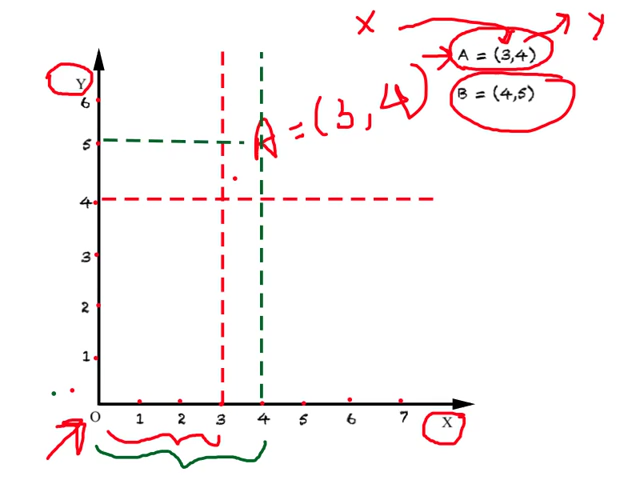 X Y
A = (3,4)
Y
B = (4,5)
6
A = (3,4)
5
4
3
2
1
O 1 2 3 4 5 6 7 X